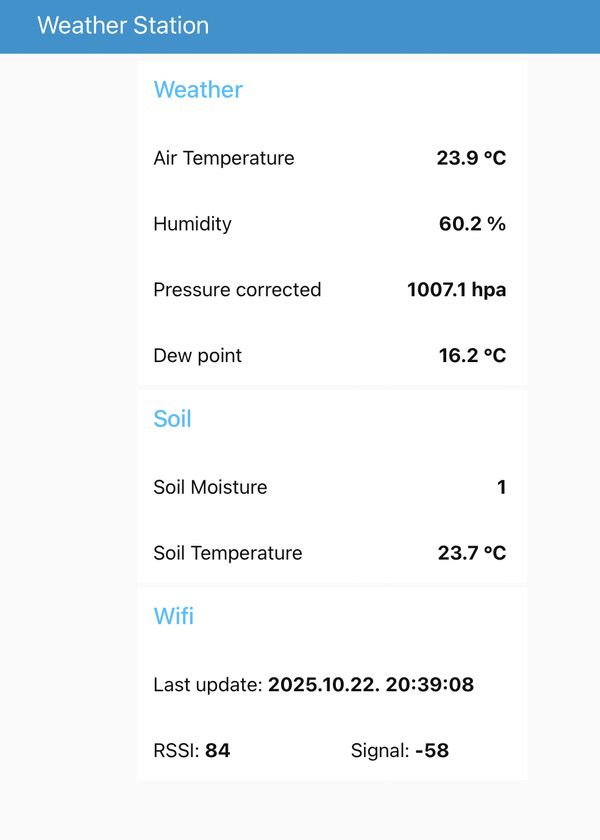 Weather Station
Weather
Air Temperature 23.9 °C
Humidity 60.2 %
Pressure corrected 1007.1 hpa
Dew point 16.2 °C
Soil
Soil Moisture 1
Soil Temperature 23.7 °C
Wifi
Last update: 2025.10.22. 20:39:08
RSSI: 84 Signal: -58